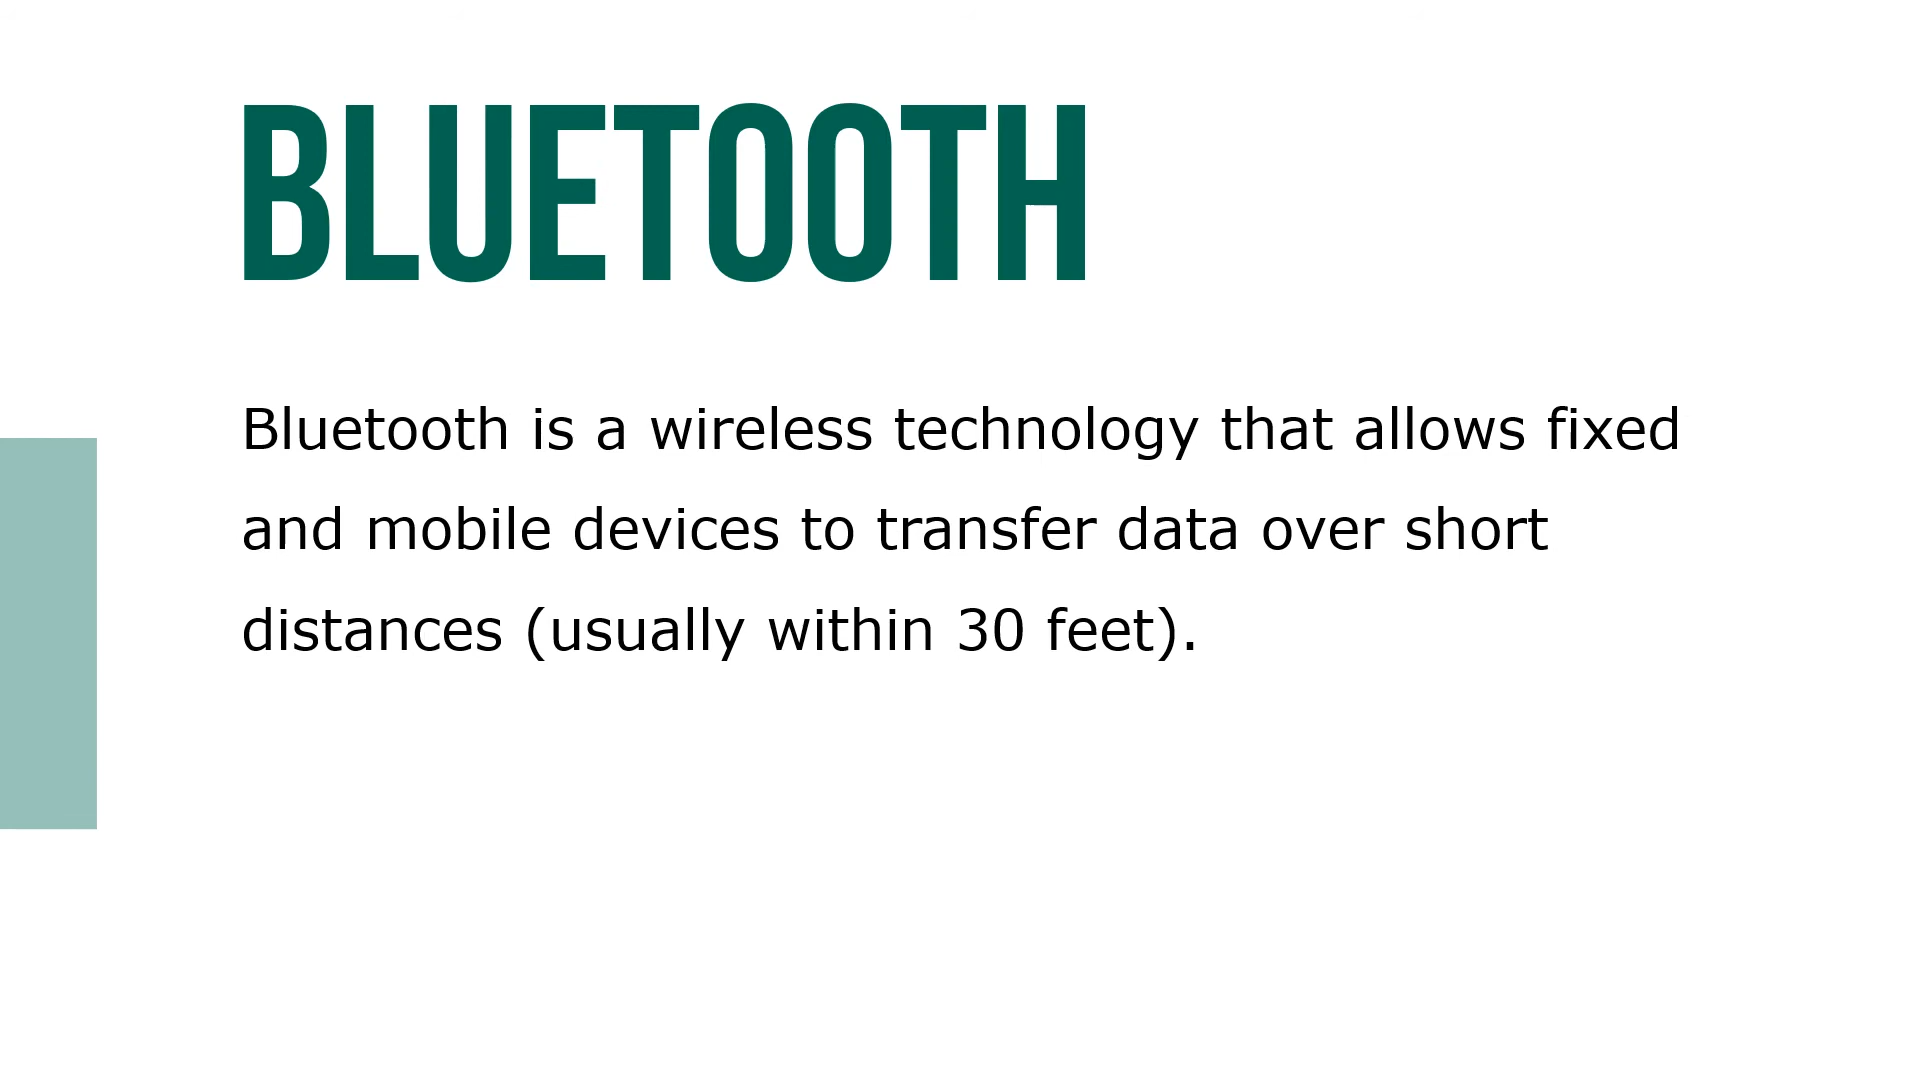 BLUETOOTH
Bluetooth is a wireless technology that allows fixed
and mobile devices to transfer data over short
distances (usually within 30 feet).